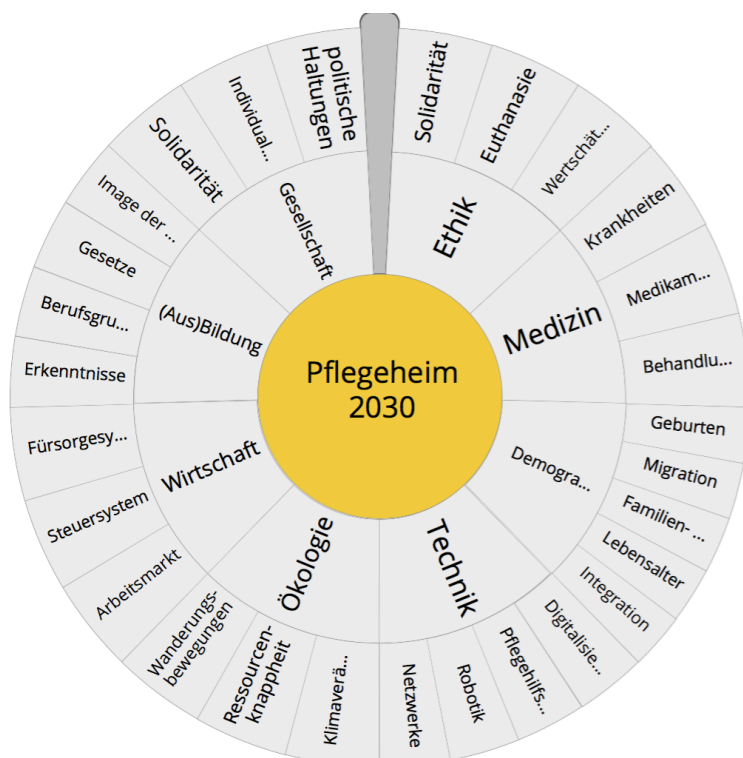 Pflegeheim
2030
Ethik
Solidarität
Euthanasie
Wertschät...
Medizin
Krankheiten
Medikam...
Behandlu...
Demogra...
Geburten
Migration
Familien- ...
Lebensalter
Integration
Technik
Digitalisie...
Pflegehilfs...
Robotik
Netzwerke
Ökologie
Klimaverä...
Ressourcen-
knappheit
Wanderungs-
bewegungen
Wirtschaft
Arbeitsmarkt
Steuersystem
Fürsorgesy...
(Aus)Bildung
Erkenntnisse
Berufsgru...
Gesetze
Image der ...
Gesellschaft
Solidarität
Individual...
politische
Haltungen